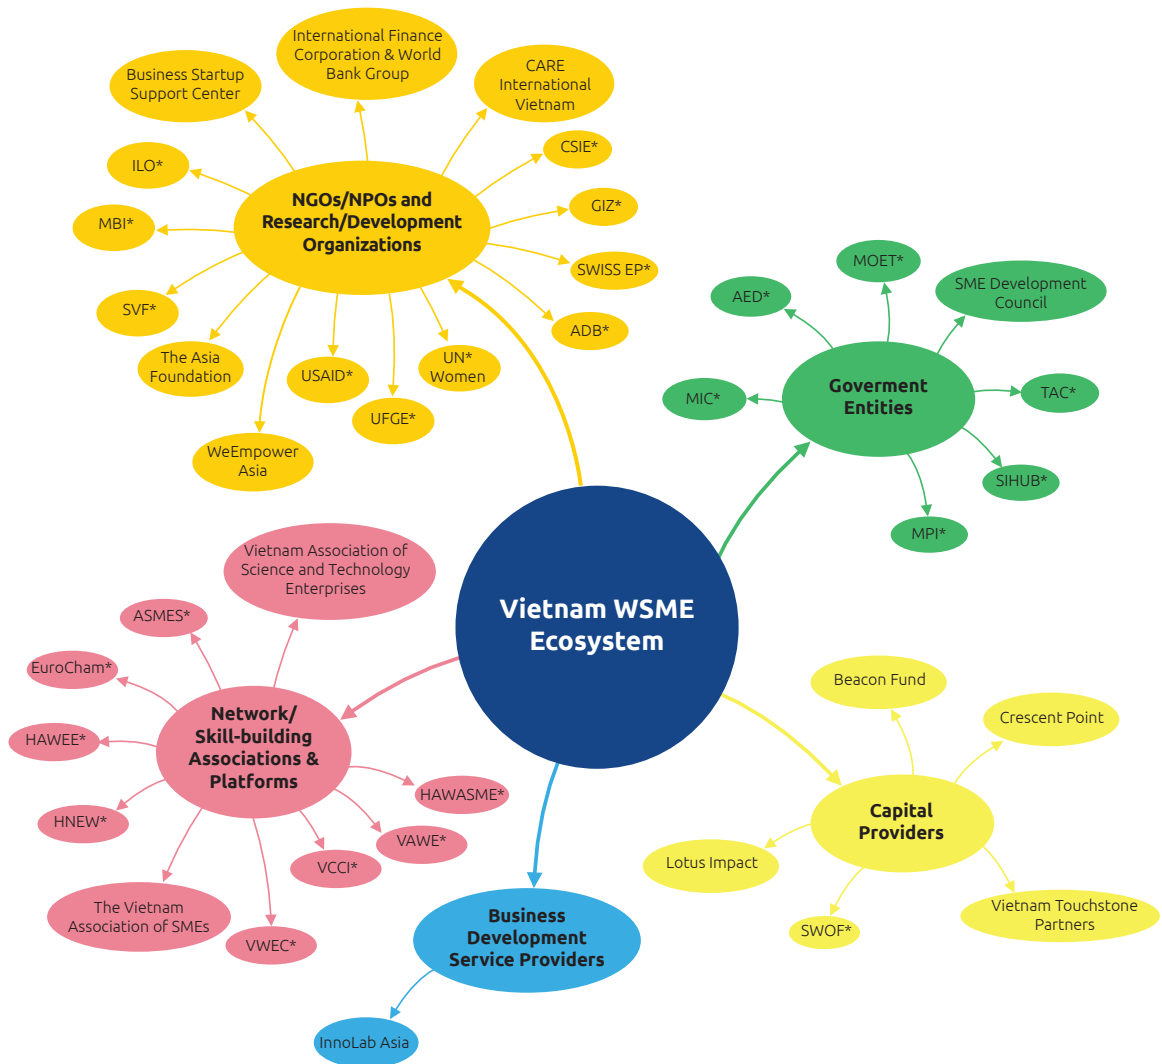 International Finance
Corporation & World
Bank Group
Business Startup
Support Center
CARE
International
Vietnam
ILO*
CSIE*
MBI*
GIZ*
NGOs/NPOs and
Research/Development
Organizations
SWISS EP*
SVF*
ADB*
The Asia
Foundation
USAID*
UN*
Women
UFGE*
WeEmpower
Asia
MOET*
AED*
SME Development
Council
MIC*
Goverment
Entities
TAC*
SIHUB*
MPI*
Vietnam WSME
Ecosystem
Vietnam Association of
Science and Technology
Enterprises
ASMES*
EuroCham*
HAWEE*
Network/
Skill-building
Associations &
Platforms
HAWASME*
HNEW*
VAWE*
VCCI*
The Vietnam
Association of SMEs
VWEC*
Business
Development
Service Providers
InnoLab Asia
Beacon Fund
Crescent Point
Capital
Providers
Lotus Impact
SWOF*
Vietnam Touchstone
Partners